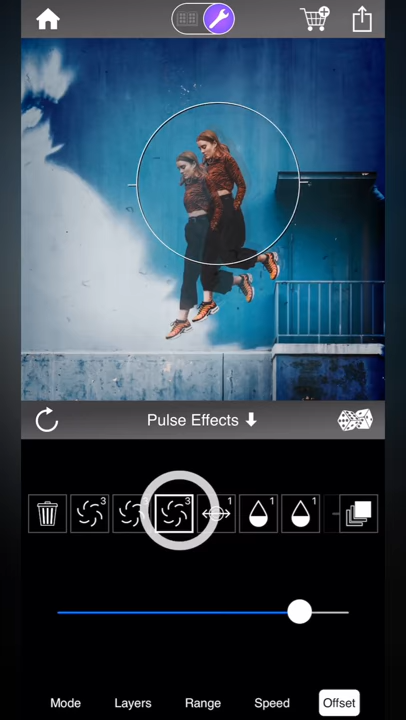 Pulse Effects
3
3
1
1
1
Mode
Layers
Range
Speed
Offset